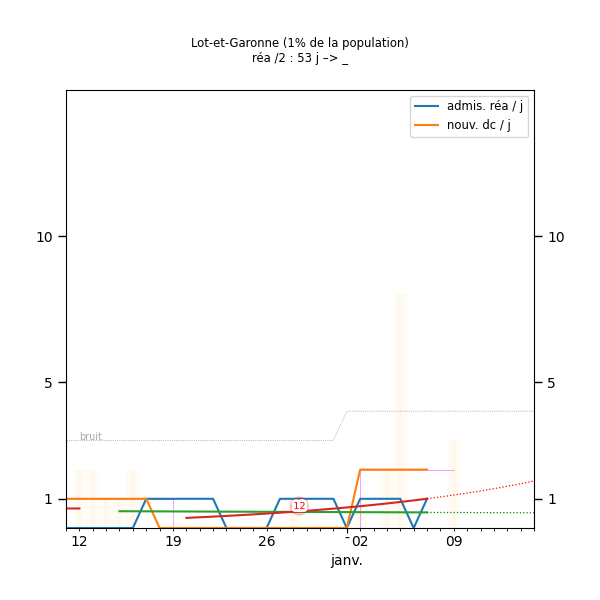 Lot-et-Garonne (1% de la population)
réa /2 : 53 j –> _
admis. réa / j
nouv. dc / j
10
10
5
5
bruit
12
1
1
12
19
26
02
09
janv.